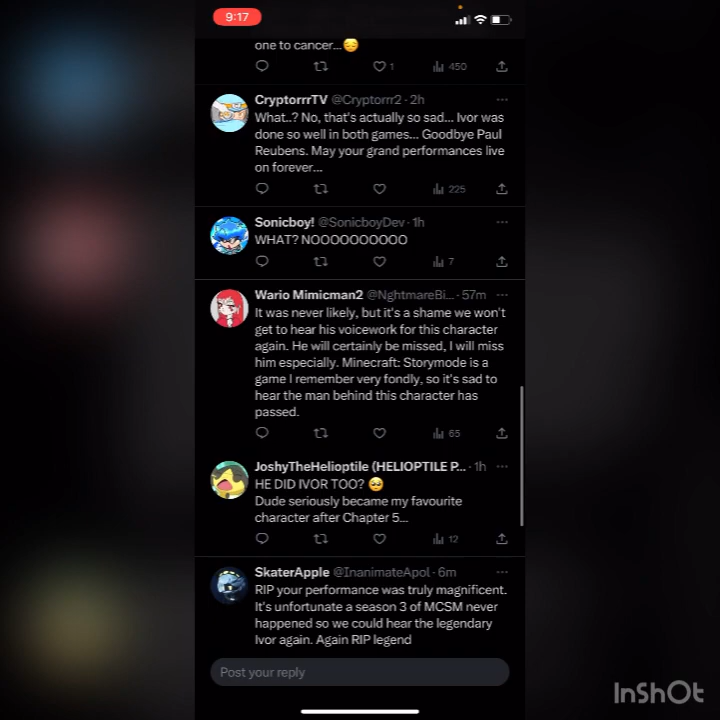 9:17
one to cancer...😔
1
450
CryptorrrTV @Cryptorrr2 · 2h
What..? No, that's actually so sad... Ivor was
done so well in both games... Goodbye Paul
Reubens. May your grand performances live
on forever...
225
Sonicboy! @SonicboyDev · 1h
WHAT? NOOOOOOOOOO
7
Wario Mimicman2 @NghtmareBi... · 57m
It was never likely, but it's a shame we won't
get to hear his voicework for this character
again. He will certainly be missed, I will miss
him especially. Minecraft: Storymode is a
game I remember very fondly, so it's sad to
hear the man behind this character has
passed.
65
JoshyTheHelioptile (HELIOPTILE P... · 1h
HE DID IVOR TOO? 🥺
Dude seriously became my favourite
character after Chapter 5...
12
SkaterApple @InanimateApol · 6m
RIP your performance was truly magnificent.
It's unfortunate a season 3 of MCSM never
happened so we could hear the legendary
Ivor again. Again RIP legend
Post your reply
InShOt